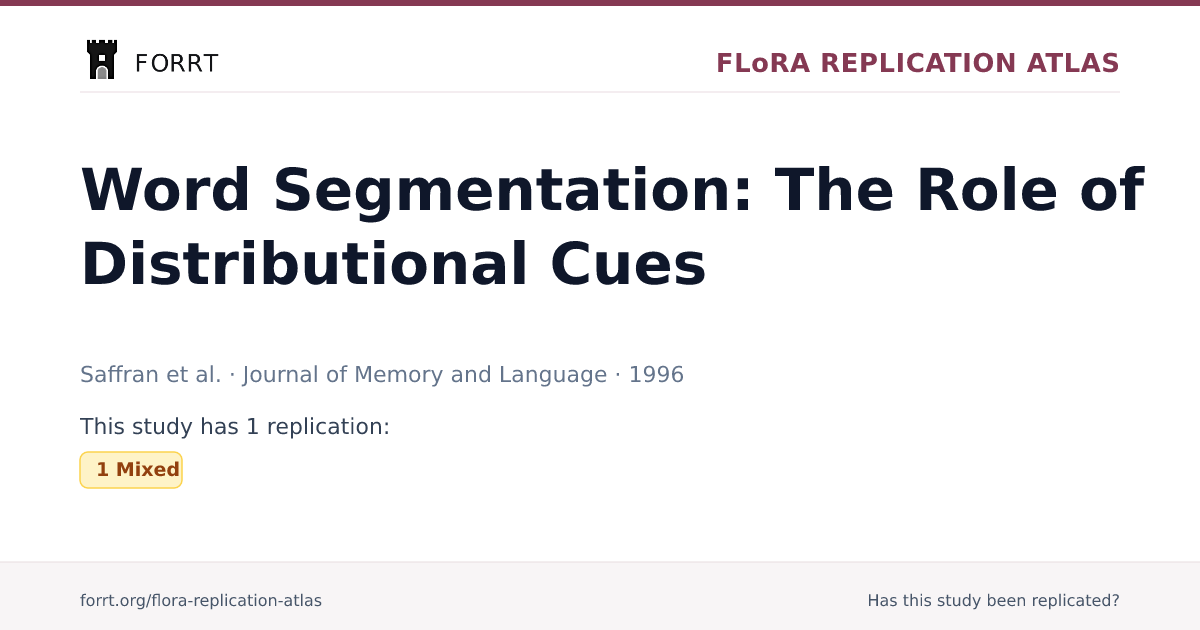 FORRT
FLoRA REPLICATION ATLAS
Word Segmentation: The Role of
Distributional Cues
Saffran et al. · Journal of Memory and Language · 1996
This study has 1 replication:
1 Mixed
forrt.org/flora-replication-atlas
Has this study been replicated?